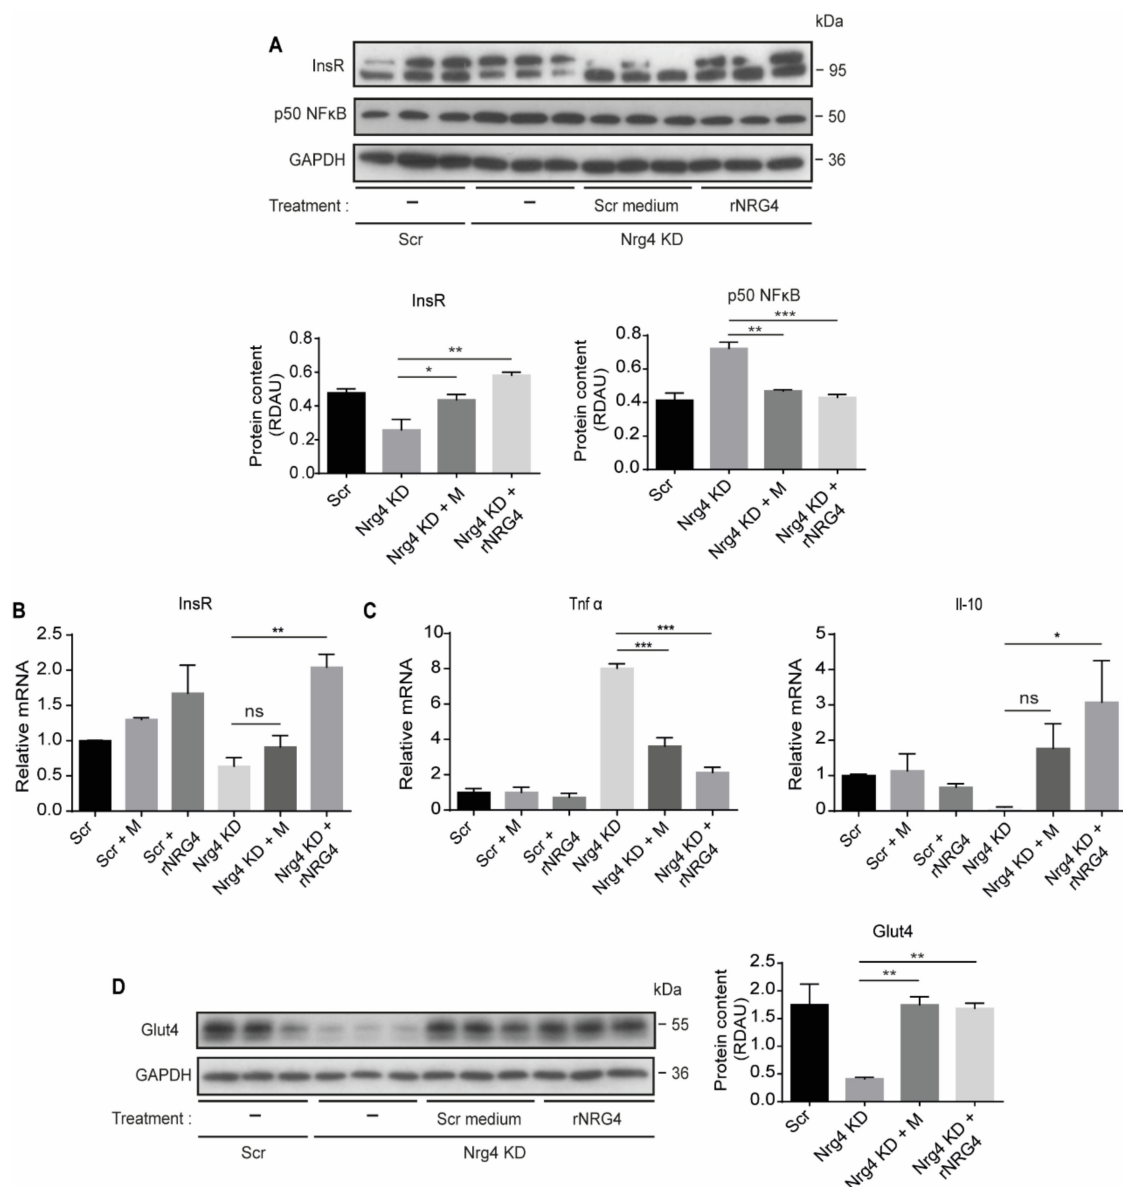 kDa
A
InsR
- 95
p50 NFκB
- 50
GAPDH
- 36
Treatment : – – Scr medium rNRG4
Scr Nrg4 KD
InsR
Protein content
(RDAU)
0.8
0.6
0.4
0.2
0.0
*
**
Scr
Nrg4 KD
Nrg4 KD + M
Nrg4 KD +
rNRG4
p50 NFκB
Protein content
(RDAU)
0.8
0.6
0.4
0.2
0.0
***
**
Scr
Nrg4 KD
Nrg4 KD + M
Nrg4 KD +
rNRG4
B
InsR
Relative mRNA
2.5
2.0
1.5
1.0
0.5
0.0
**
ns
Scr
Scr + M
Scr +
rNRG4
Nrg4 KD
Nrg4 KD + M
Nrg4 KD +
rNRG4
C
Tnf α
Relative mRNA
10
8
6
4
2
0
***
***
Scr
Scr + M
Scr +
rNRG4
Nrg4 KD
Nrg4 KD + M
Nrg4 KD +
rNRG4
Il-10
Relative mRNA
5
4
3
2
1
0
*
ns
Scr
Scr + M
Scr +
rNRG4
Nrg4 KD
Nrg4 KD + M
Nrg4 KD +
rNRG4
D
kDa
Glut4
- 55
GAPDH
- 36
Treatment : – – Scr medium rNRG4
Scr Nrg4 KD
Glut4
Protein content
(RDAU)
2.5
2.0
1.5
1.0
0.5
0.0
**
**
Scr
Nrg4 KD
Nrg4 KD + M
Nrg4 KD +
rNRG4